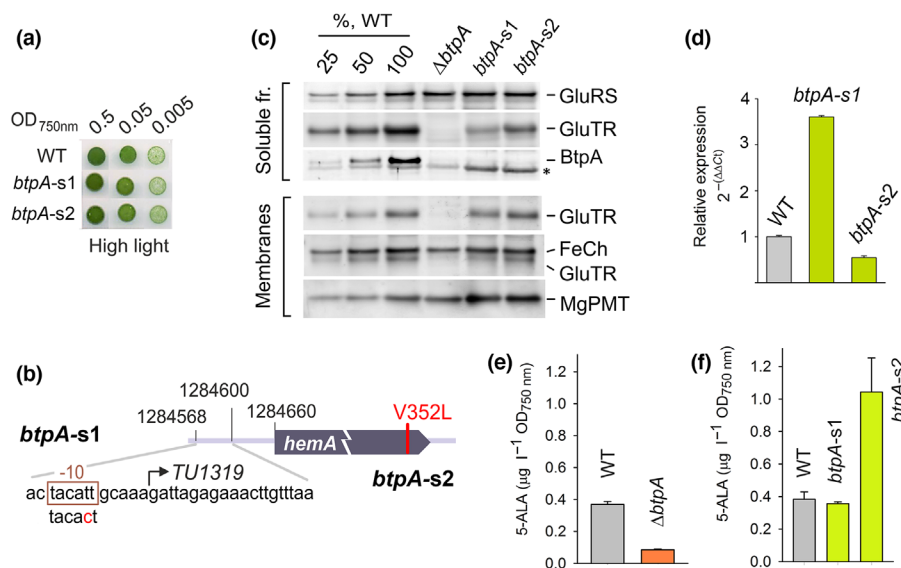 (a)
OD750nm
0.5 0.05 0.005
WT
btpA-s1
btpA-s2
High light
(b)
1284600
1284568
1284660
V352L
btpA-s1
hemA
btpA-s2
-10
TU1319
ac tacatt gcaaagattagagaaacttgtttaa
tacact
(c)
%, WT
25 50 100 ΔbtpA btpA-s1 btpA-s2
Soluble fr.
GluRS
GluTR
BtpA
*
Membranes
GluTR
FeCh
GluTR
MgPMT
(d)
Relative expression
2−(ΔΔCt)
4
3
2
1
WT
btpA-s1
btpA-s2
(e)
5-ALA (µg l−1 OD750 nm)
1.2
1.0
0.8
0.6
0.4
0.2
0.0
WT
ΔbtpA
(f)
5-ALA (µg l−1 OD750 nm)
1.2
1.0
0.8
0.6
0.4
0.2
0.0
WT
btpA-s1
btpA-s2